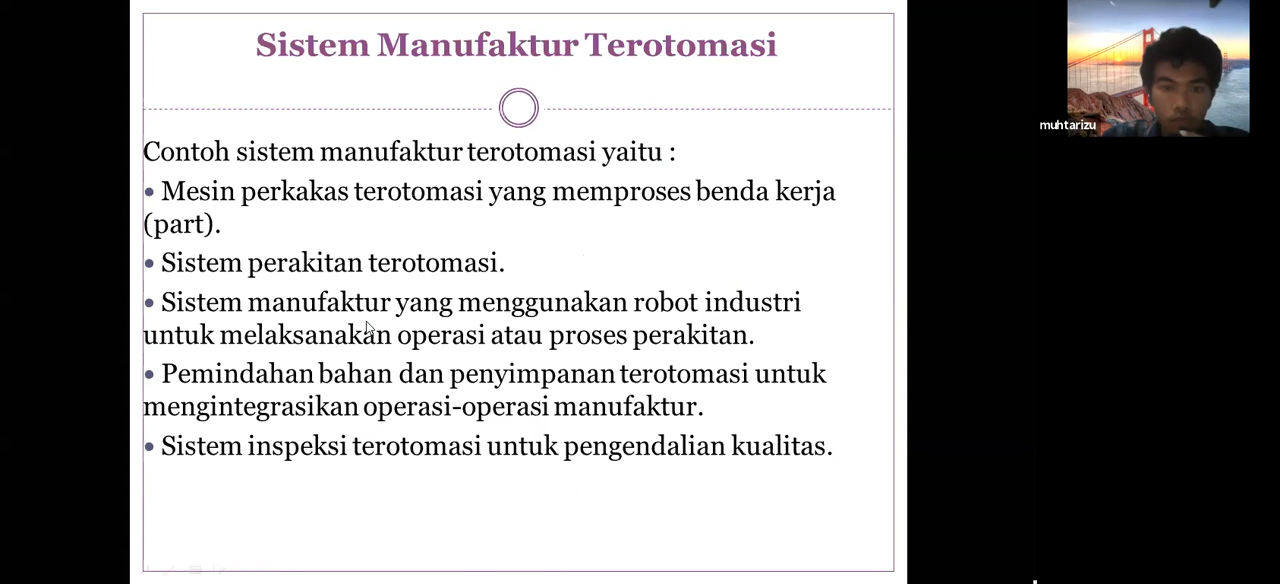 Sistem Manufaktur Terotomasi
Contoh sistem manufaktur terotomasi yaitu :
• Mesin perkakas terotomasi yang memproses benda kerja
(part).
• Sistem perakitan terotomasi.
• Sistem manufaktur yang menggunakan robot industri
untuk melaksanakan operasi atau proses perakitan.
• Pemindahan bahan dan penyimpanan terotomasi untuk
mengintegrasikan operasi-operasi manufaktur.
• Sistem inspeksi terotomasi untuk pengendalian kualitas.
muhtarizu